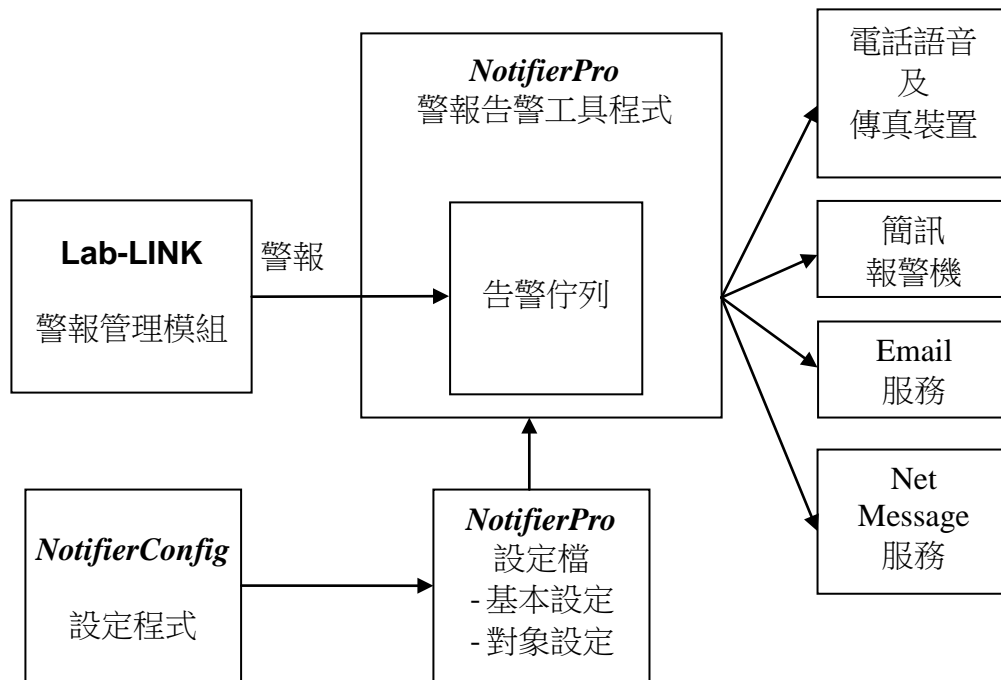 Lab-LINK
警報管理模組
警報
NotifierPro
警報告警工具程式
告警佇列
電話語音
及
傳真裝置
簡訊
報警機
Email
服務
Net
Message
服務
NotifierConfig
設定程式
NotifierPro
設定檔
- 基本設定
- 對象設定